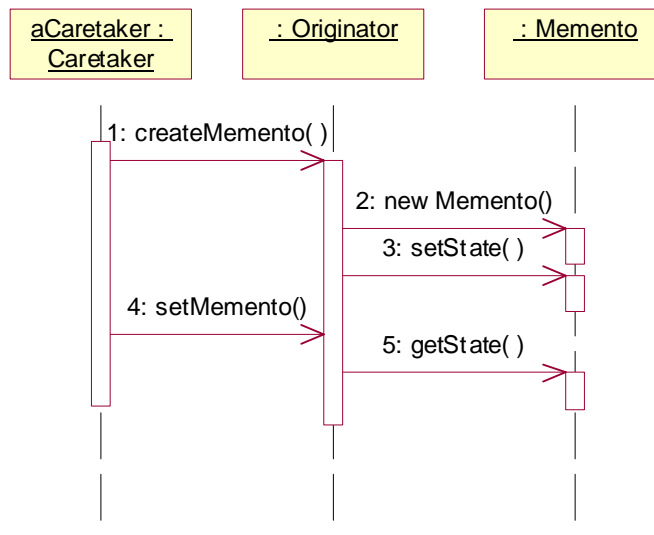 aCaretaker :
Caretaker
: Originator
: Memento
1: createMemento( )
2: new Memento()
3: setState( )
4: setMemento()
5: getState( )